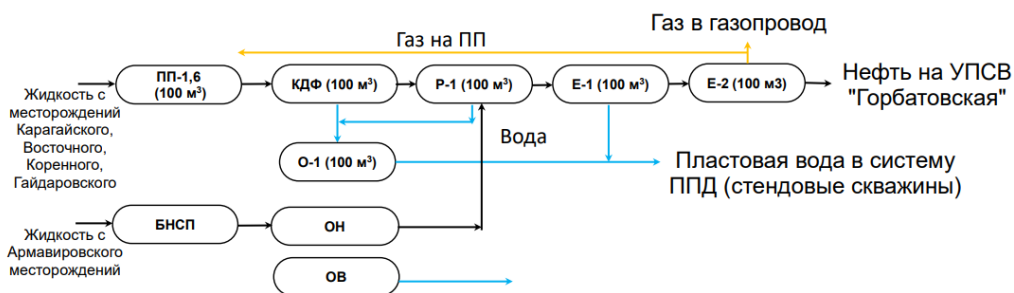 Газ в газопровод
Газ на ПП
ПП-1,6
(100 м³)
КДФ (100 м³)
Р-1 (100 м³)
Е-1 (100 м³)
Е-2 (100 м3)
Нефть на УПСВ
"Горбатовская"
Жидкость с
месторождений
Карагайского,
Восточного,
Коренного,
Гайдаровского
Вода
О-1 (100 м³)
Пластовая вода в систему
ППД (стендовые скважины)
БНСП
ОН
Жидкость с
Армавировского
месторождений
ОВ